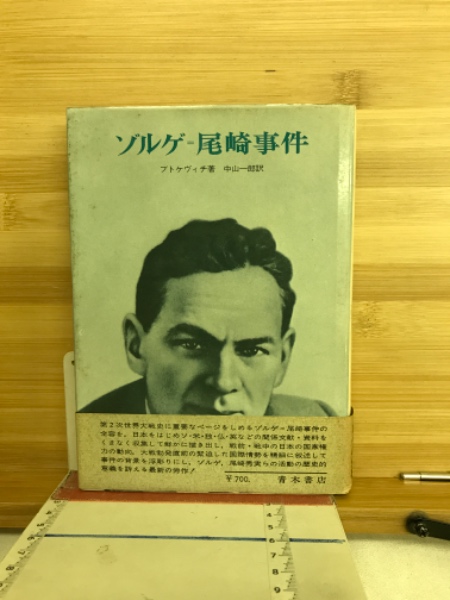 ゾルゲ=尾崎事件
ブトケヴィチ著 中山一郎訳
第2次世界大戦史に重要なページをしめるゾルゲ=尾崎事件の
全容を，日本をはじめソ・米・独・仏・英などの関係文献・資料を
くまなく収集して鮮かに描き出し，戦前・戦中の日本の国家権
力の動向，大戦勃発直前の緊迫した国際情勢を精細に叙述して
事件の背景を浮彫りにし，ゾルゲ，尾崎秀実らの活動の歴史的
意義を訴える最新の労作！
￥700． 青木書店
4
5
6
7
8
9